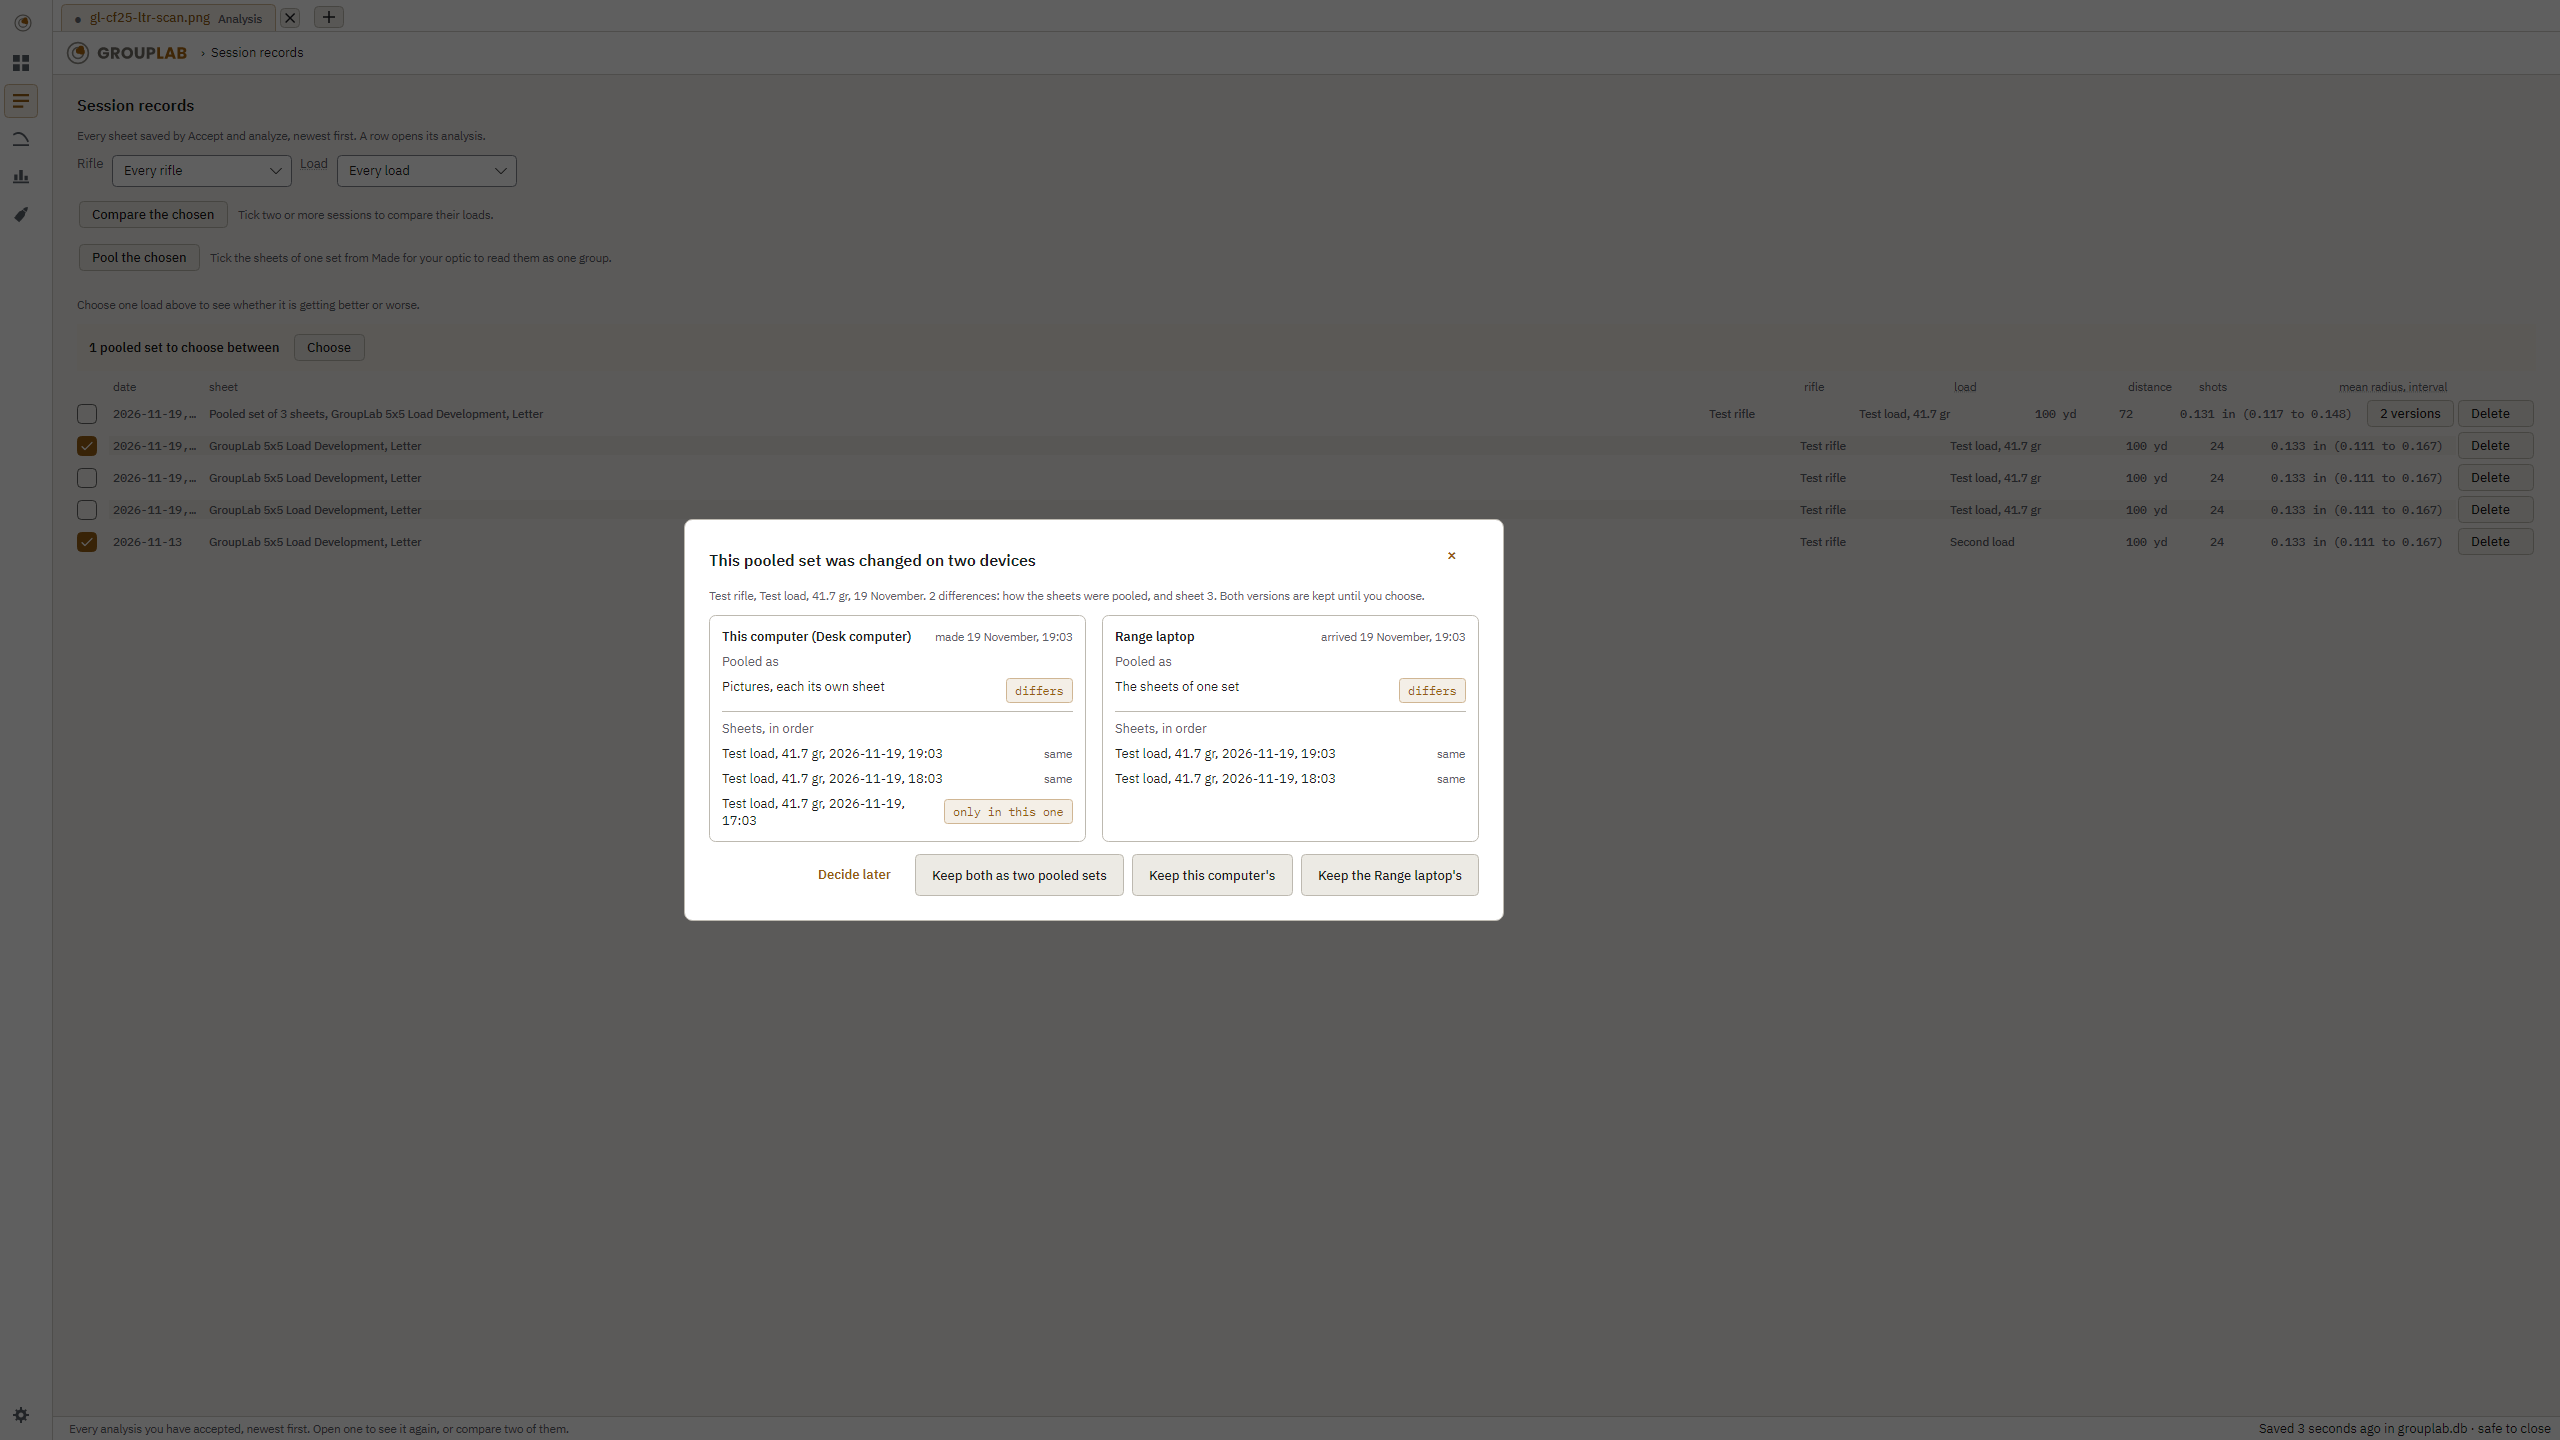 gl-cf25-ltr-scan.png Analysis
GROUPLAB › Session records
Session records
Every sheet saved by Accept and analyze, newest first. A row opens its analysis.
Rifle Every rifle Load Every load
Compare the chosen Tick two or more sessions to compare their loads.
Pool the chosen Tick the sheets of one set from Made for your optic to read them as one group.
Choose one load above to see whether it is getting better or worse.
1 pooled set to choose between Choose
date sheet rifle load distance shots mean radius, interval
2026-11-19,… Pooled set of 3 sheets, GroupLab 5x5 Load Development, Letter Test rifle Test load, 41.7 gr 100 yd 72 0.131 in (0.117 to 0.148) 2 versions Delete
2026-11-19,… GroupLab 5x5 Load Development, Letter Test rifle Test load, 41.7 gr 100 yd 24 0.133 in (0.111 to 0.167) Delete
2026-11-19,… GroupLab 5x5 Load Development, Letter Test rifle Test load, 41.7 gr 100 yd 24 0.133 in (0.111 to 0.167) Delete
2026-11-19,… GroupLab 5x5 Load Development, Letter Test rifle Test load, 41.7 gr 100 yd 24 0.133 in (0.111 to 0.167) Delete
2026-11-13 GroupLab 5x5 Load Development, Letter Test rifle Second load 100 yd 24 0.133 in (0.111 to 0.167) Delete
This pooled set was changed on two devices
Test rifle, Test load, 41.7 gr, 19 November. 2 differences: how the sheets were pooled, and sheet 3. Both versions are kept until you choose.
This computer (Desk computer) made 19 November, 19:03
Pooled as
Pictures, each its own sheet differs
Sheets, in order
Test load, 41.7 gr, 2026-11-19, 19:03 same
Test load, 41.7 gr, 2026-11-19, 18:03 same
Test load, 41.7 gr, 2026-11-19,
17:03 only in this one
Range laptop arrived 19 November, 19:03
Pooled as
The sheets of one set differs
Sheets, in order
Test load, 41.7 gr, 2026-11-19, 19:03 same
Test load, 41.7 gr, 2026-11-19, 18:03 same
Decide later Keep both as two pooled sets Keep this computer's Keep the Range laptop's
Every analysis you have accepted, newest first. Open one to see it again, or compare two of them.
Saved 3 seconds ago in grouplab.db · safe to close